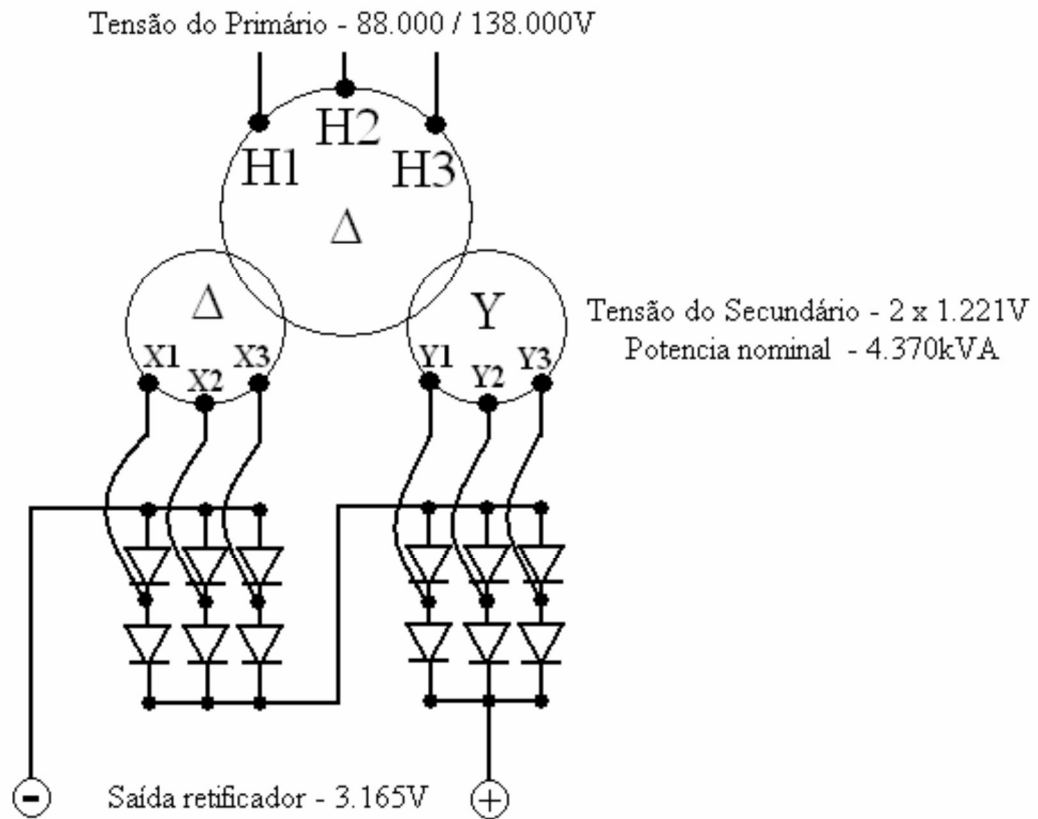 Tensão do Primário - 88.000 / 138.000V
H1 H2 H3
Δ
Δ
X1 X2 X3
Y
Y1 Y2 Y3
Tensão do Secundário - 2 x 1.221V
Potencia nominal - 4.370kVA
- Saída retificador - 3.165V +